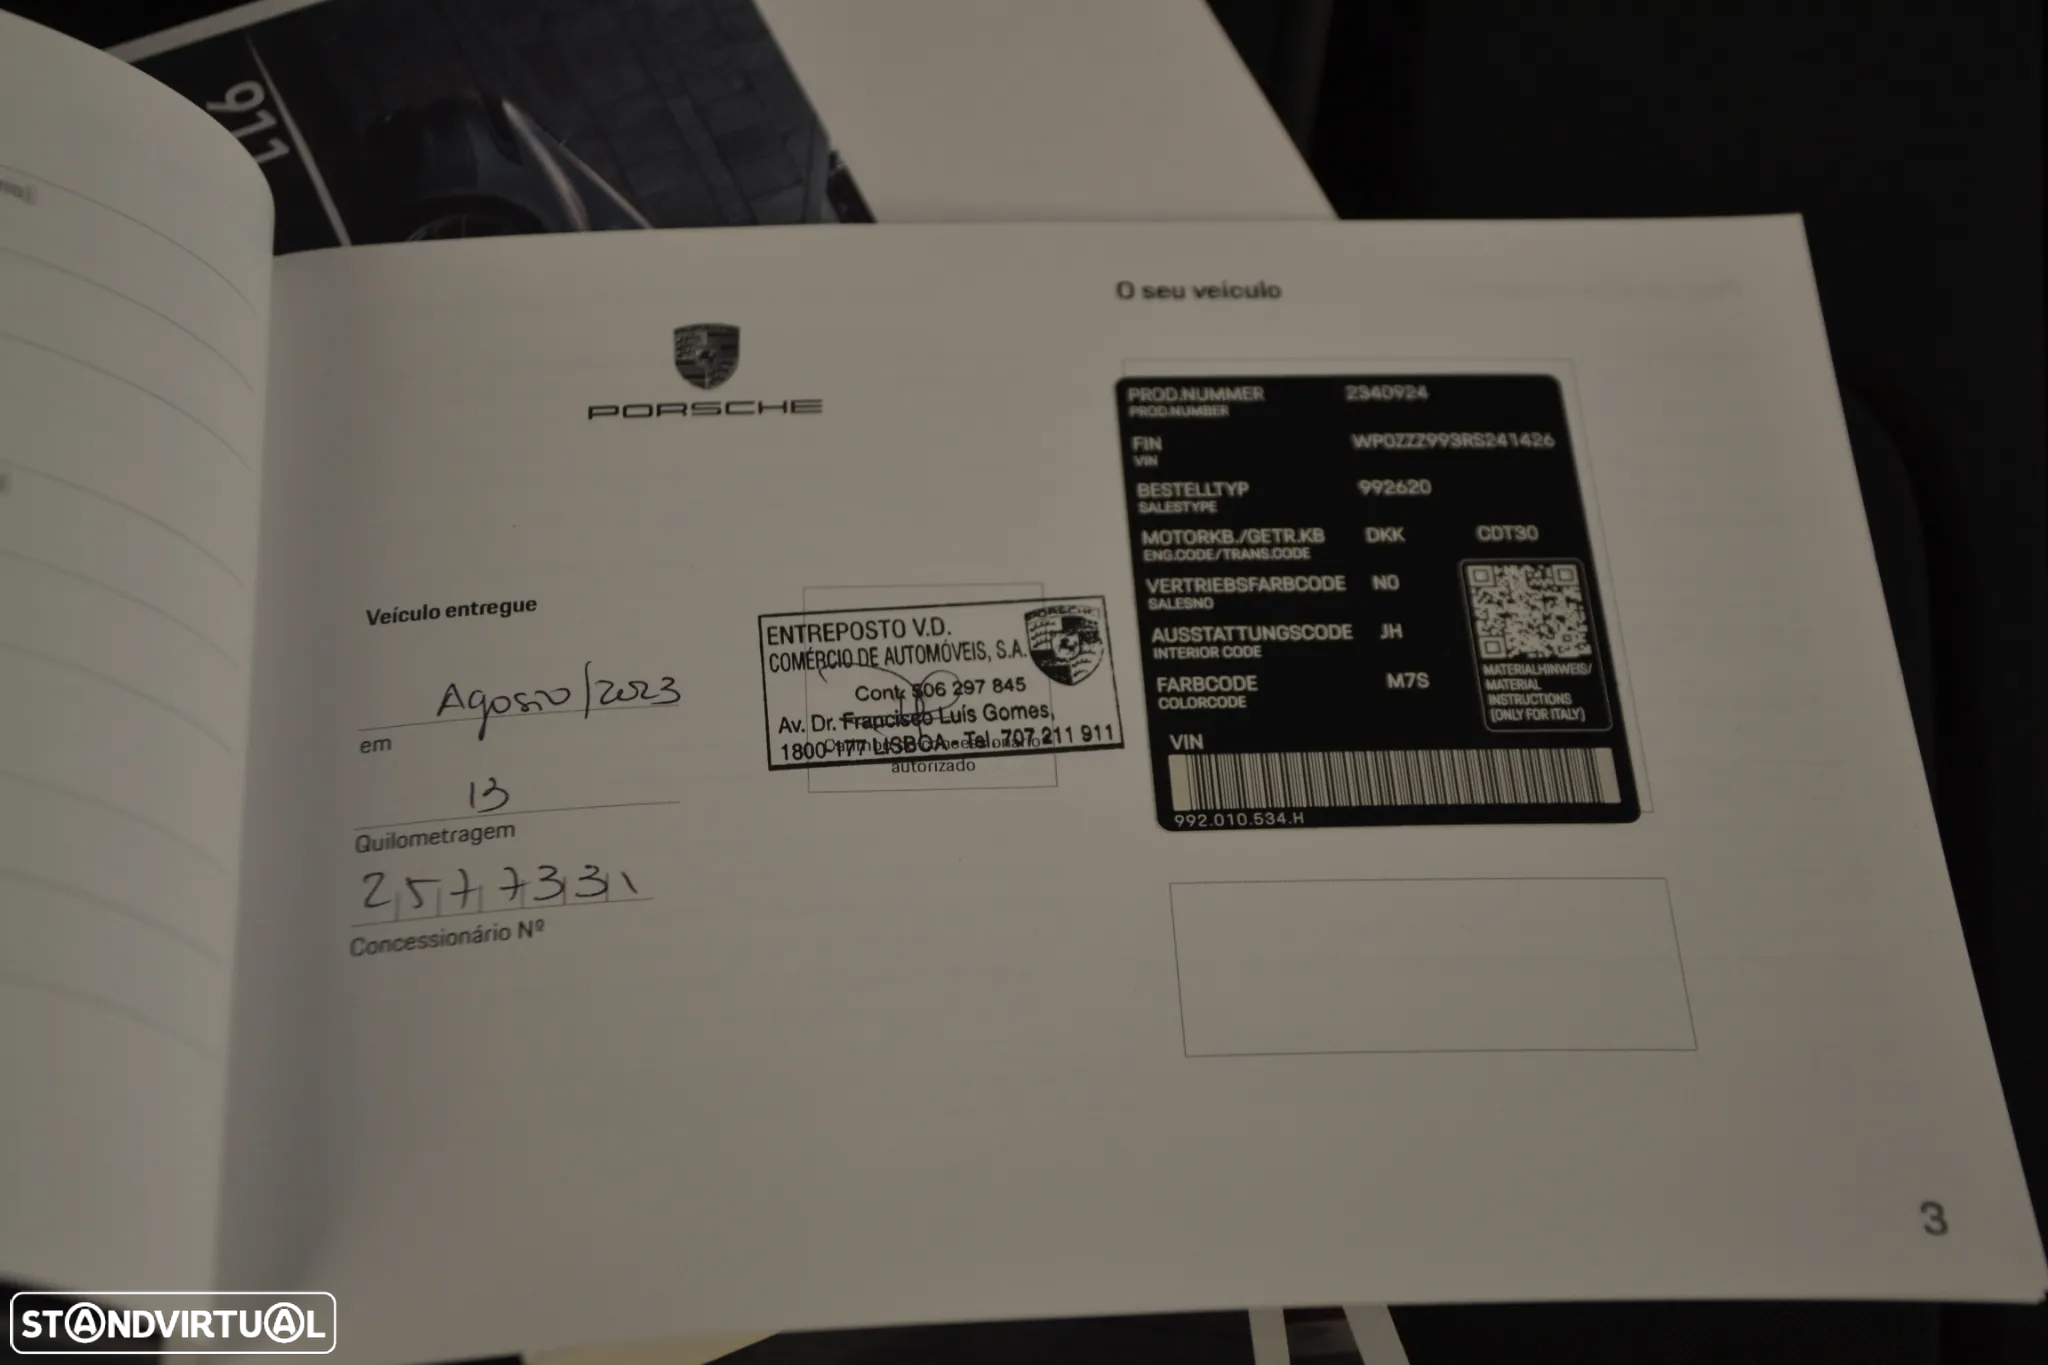 911
O seu veículo
PORSCHE
Veículo entregue
Agosto/2023
em
13
Quilometragem
2577331
Concessionário Nº
PORSCHE
ENTREPOSTO V.D.
COMÉRCIO DE AUTOMÓVEIS, S.A.
Cont. 506 297 845
Av. Dr. Francisco Luís Gomes,
1800-177 LISBOA - Tel. 707 211 911
autorizado
PROD.NUMMER 2340924
PROD.NUMBER
FIN WP0ZZZ993RS241426
VIN
BESTELLTYP 992620
SALESTYPE
MOTORKB./GETR.KB DKK CDT30
ENG.CODE/TRANS.CODE
VERTRIEBSFARBCODE N0
SALESNO
AUSSTATTUNGSCODE JH
INTERIOR CODE
FARBCODE M7S
COLORCODE
MATERIALHINWEIS/
MATERIAL
INSTRUCTIONS
(ONLY FOR ITALY)
VIN
992.010.534.H
3
STANDVIRTUAL